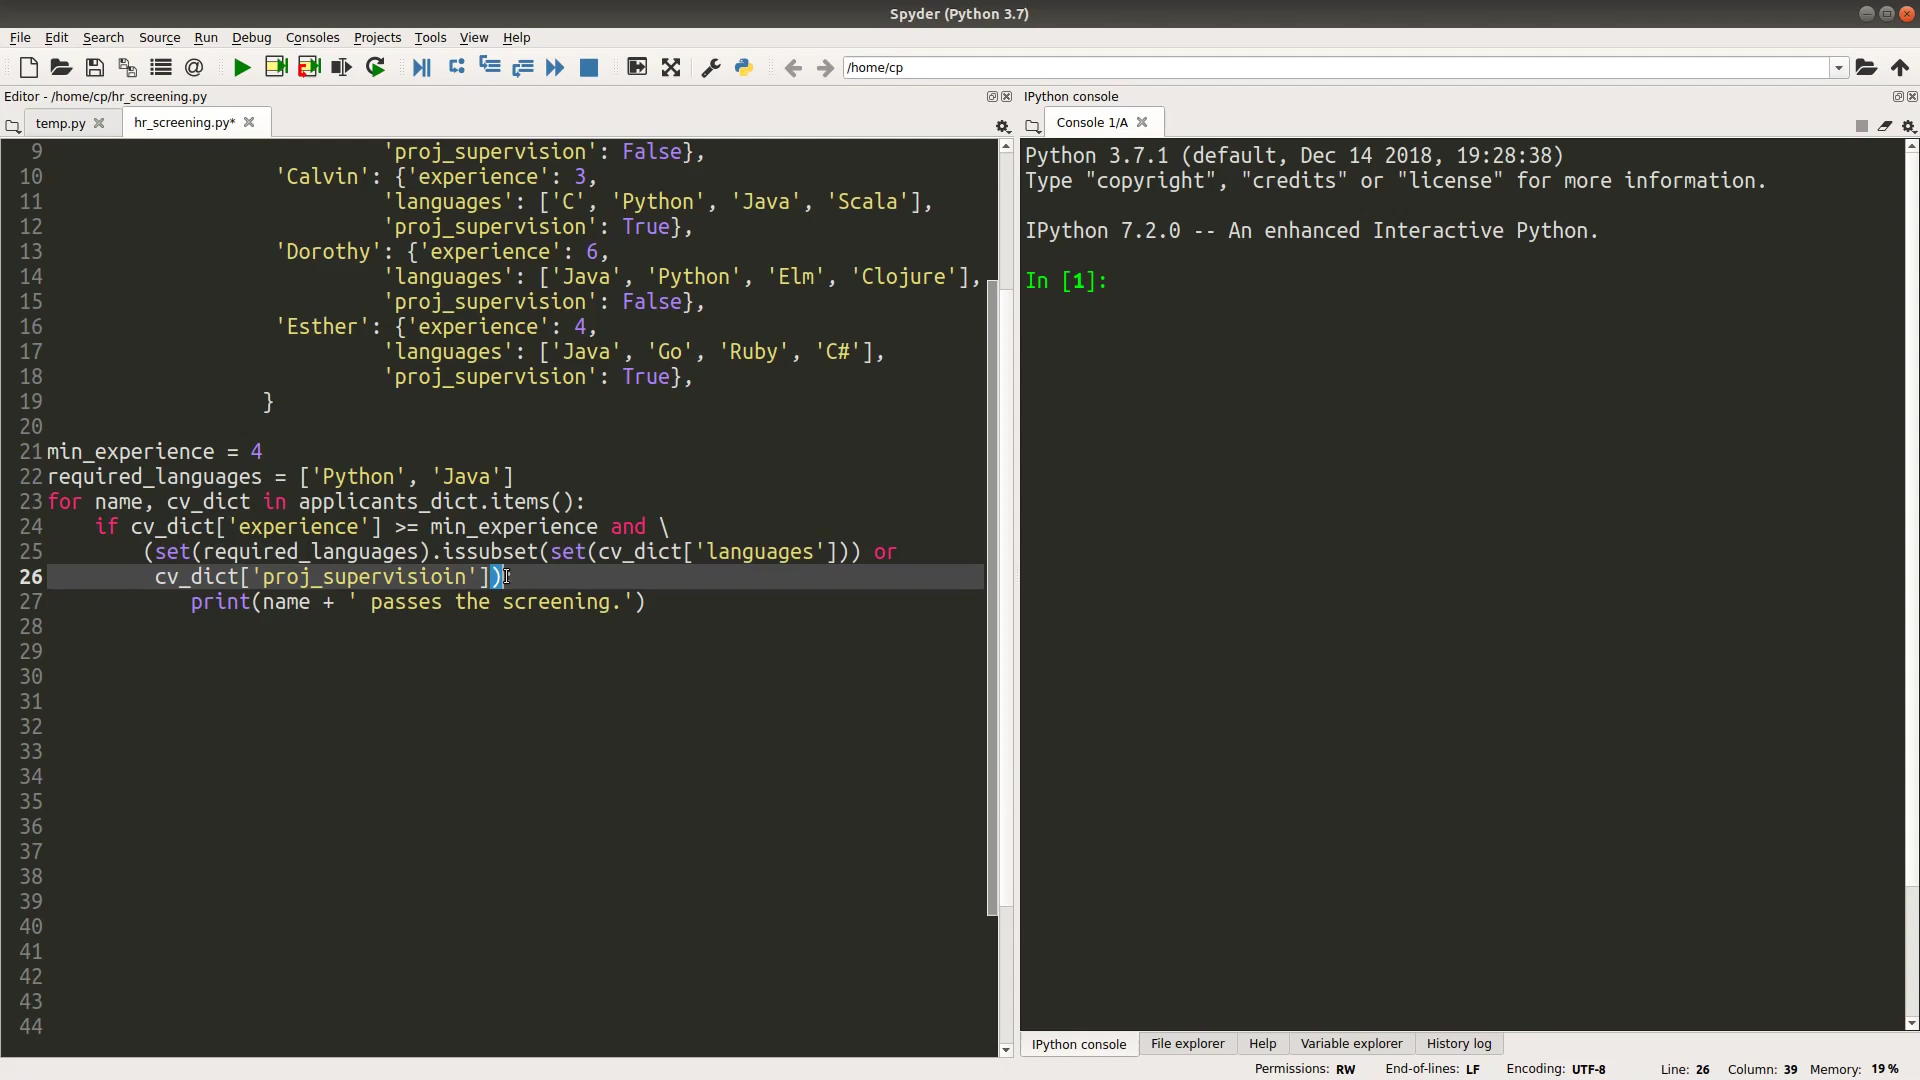 Spyder (Python 3.7)
File Edit Search Source Run Debug Consoles Projects Tools View Help
/home/cp
Editor - /home/cp/hr_screening.py
temp.py
hr_screening.py*
9 'proj_supervision': False},
10 'Calvin': {'experience': 3,
11 'languages': ['C', 'Python', 'Java', 'Scala'],
12 'proj_supervision': True},
13 'Dorothy': {'experience': 6,
14 'languages': ['Java', 'Python', 'Elm', 'Clojure'],
15 'proj_supervision': False},
16 'Esther': {'experience': 4,
17 'languages': ['Java', 'Go', 'Ruby', 'C#'],
18 'proj_supervision': True},
19 }
20
21 min_experience = 4
22 required_languages = ['Python', 'Java']
23 for name, cv_dict in applicants_dict.items():
24 if cv_dict['experience'] >= min_experience and \
25 (set(required_languages).issubset(set(cv_dict['languages'])) or
26 cv_dict['proj_supervisioin'])
27 print(name + ' passes the screening.')
28
29
30
31
32
33
34
35
36
37
38
39
40
41
42
43
44
IPython console
Console 1/A
Python 3.7.1 (default, Dec 14 2018, 19:28:38)
Type "copyright", "credits" or "license" for more information.
IPython 7.2.0 -- An enhanced Interactive Python.
In [1]:
IPython console File explorer Help Variable explorer History log
Permissions: RW End-of-lines: LF Encoding: UTF-8 Line: 26 Column: 39 Memory: 19 %